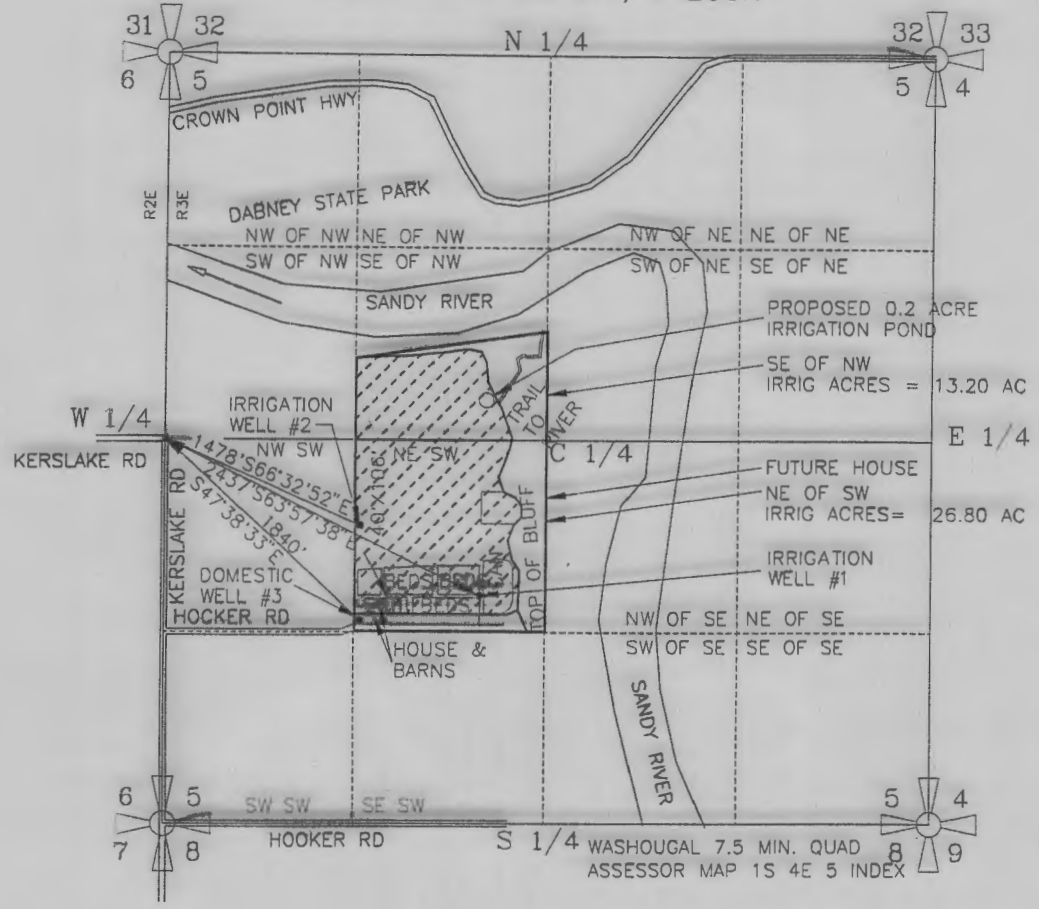 31 32
6 5
N 1/4
32 33
5 4
CROWN POINT HWY
R2E R3E
DABNEY STATE PARK
NW OF NW NE OF NW
NW OF NE NE OF NE
SW OF NW SE OF NW
SW OF NE SE OF NE
SANDY RIVER
PROPOSED 0.2 ACRE
IRRIGATION POND
SE OF NW
IRRIG ACRES = 13.20 AC
TRAIL
TO
RIVER
IRRIGATION
WELL #2
W 1/4
NW SW
NE SW
C 1/4
E 1/4
KERSLAKE RD
KERSLAKE RD
1478'S66'32'52"E
2437'S63'57'38"E
1840'
S47'38'33"E
FUTURE HOUSE
NE OF SW
IRRIG ACRES= 26.80 AC
TOP OF BLUFF
IRRIGATION
WELL #1
DOMESTIC
WELL #3
BEDS
BEDS
HOCKER RD
NW OF SE NE OF SE
SW OF SE SE OF SE
HOUSE &
BARNS
SANDY RIVER
6 5
7 8
SW SW SE SW
HOOKER RD
S 1/4
5 4
8 9
WASHOUGAL 7.5 MIN. QUAD
ASSESSOR MAP 1S 4E 5 INDEX